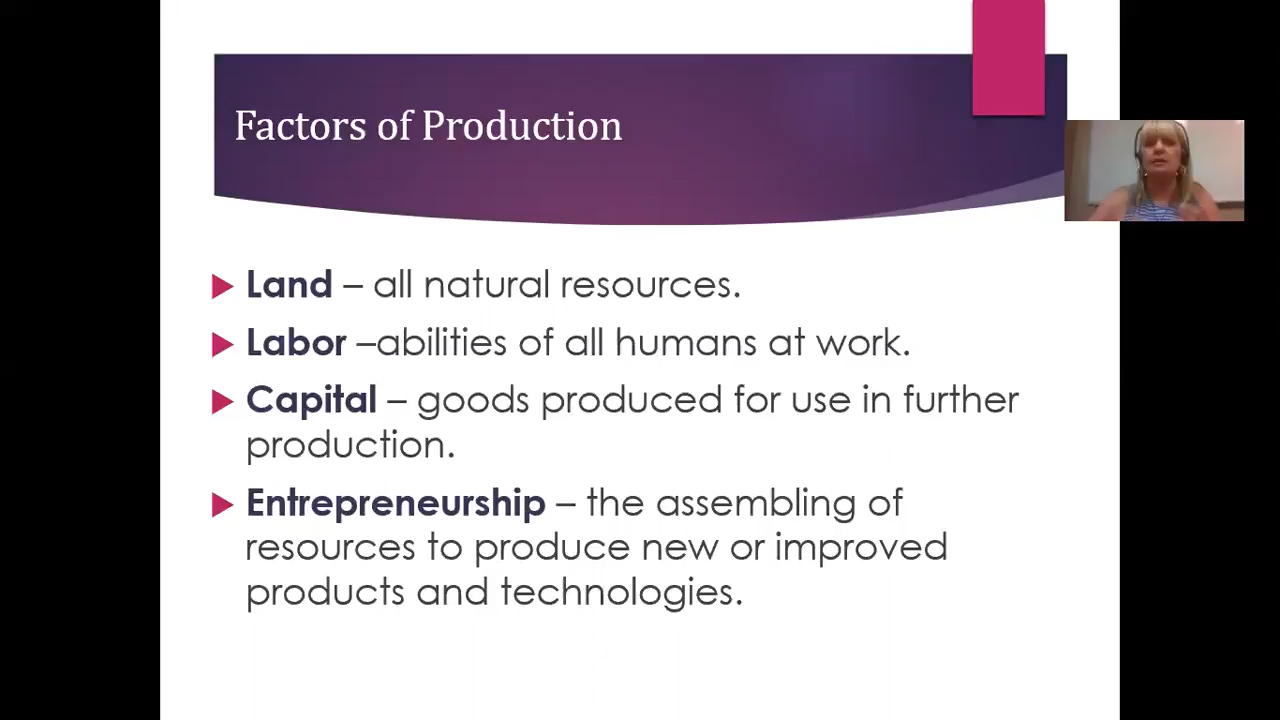 Factors of Production
Land – all natural resources.
Labor –abilities of all humans at work.
Capital – goods produced for use in further
production.
Entrepreneurship – the assembling of
resources to produce new or improved
products and technologies.